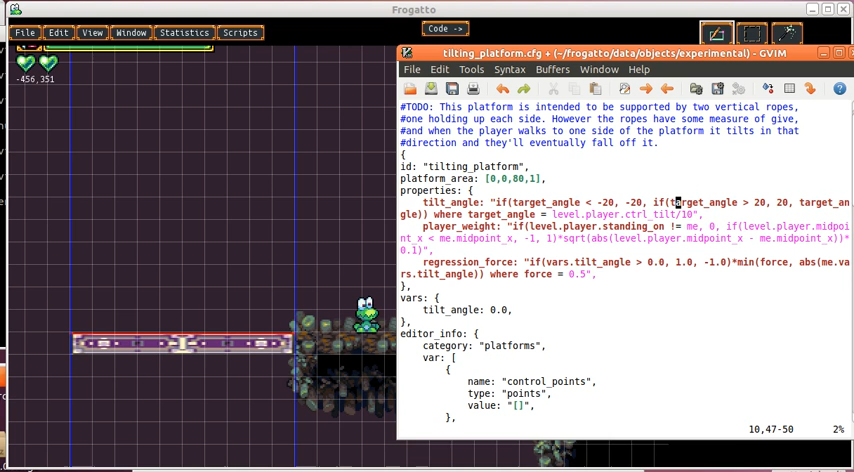 Frogatto
File Edit View Window Statistics Scripts
Code ->
-456,351
tilting_platform.cfg + (~/frogatto/data/objects/experimental) - GVIM
File Edit Tools Syntax Buffers Window Help
#TODO: This platform is intended to be supported by two vertical ropes,
#one holding up each side. However the ropes have some measure of give,
#and when the player walks to one side of the platform it tilts in that
#direction and they'll eventually fall off it.
{
id: "tilting_platform",
platform_area: [0,0,80,1],
properties: {
tilt_angle: "if(target_angle < -20, -20, if(target_angle > 20, 20, target_an
gle)) where target_angle = level.player.ctrl_tilt/10",
player_weight: "if(level.player.standing_on != me, 0, if(level.player.midpoi
nt_x < me.midpoint_x, -1, 1)*sqrt(abs(level.player.midpoint_x - me.midpoint_x))*
0.1)",
regression_force: "if(vars.tilt_angle > 0.0, 1.0, -1.0)*min(force, abs(me.va
rs.tilt_angle)) where force = 0.5",
},
vars: {
tilt_angle: 0.0,
},
editor_info: {
category: "platforms",
var: [
{
name: "control_points",
type: "points",
value: "[]",
},
10,47-50 2%